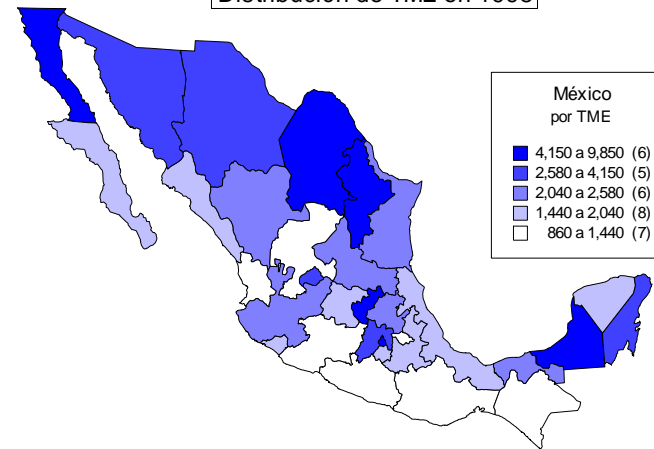 México
por TME
4,150 a 9,850 (6)
2,580 a 4,150 (5)
2,040 a 2,580 (6)
1,440 a 2,040 (8)
860 a 1,440 (7)